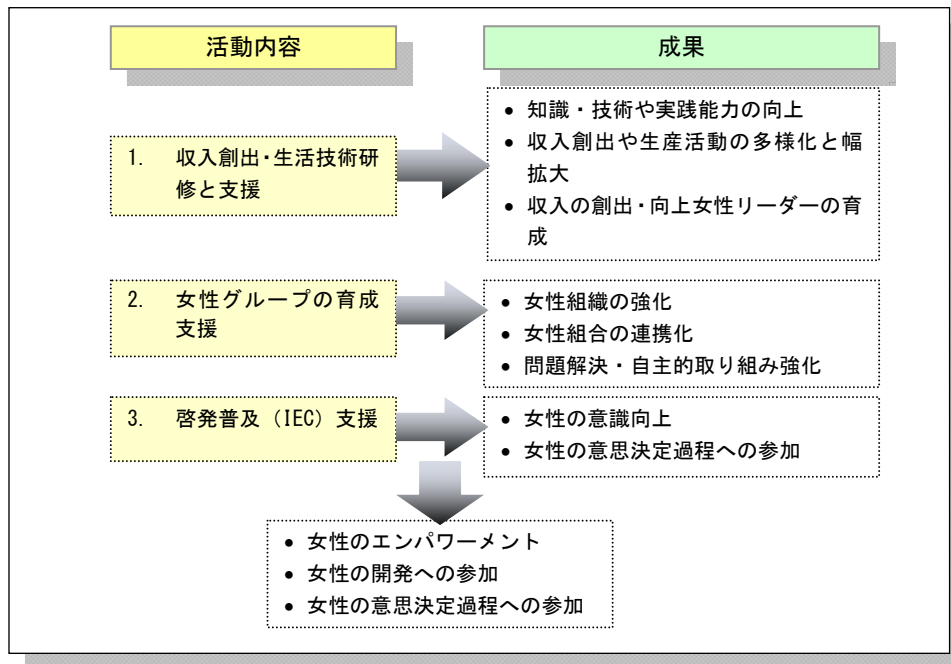 活動内容
成果
1. 収入創出・生活技術研
修と支援
• 知識・技術や実践能力の向上
• 収入創出や生産活動の多様化と幅
拡大
• 収入の創出・向上女性リーダーの育
成
2. 女性グループの育成
支援
• 女性組織の強化
• 女性組合の連携化
• 問題解決・自主的取り組み強化
3. 啓発普及（IEC）支援
• 女性の意識向上
• 女性の意思決定過程への参加
• 女性のエンパワーメント
• 女性の開発への参加
• 女性の意思決定過程への参加